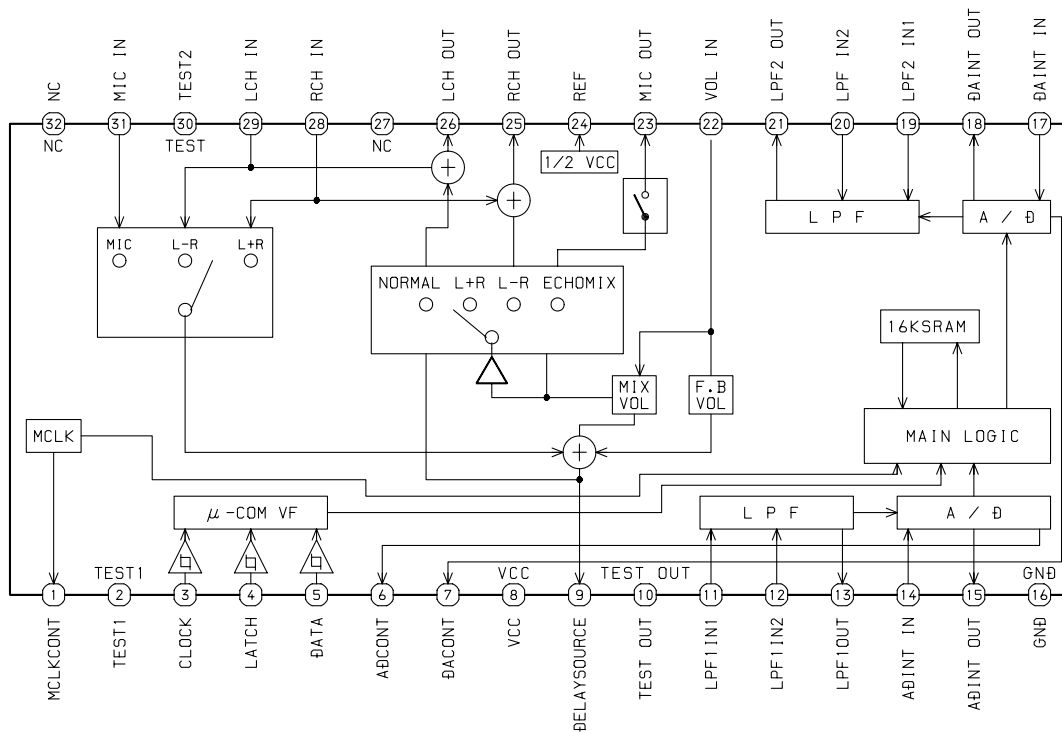 NC
MIC IN
TEST2
LCH IN
RCH IN
LCH OUT
RCH OUT
REF
MIC OUT
VOL IN
LPF2 OUT
LPF IN2
LPF2 IN1
ĐAINT OUT
ĐAINT IN
32 31 30 29 28 27 26 25 24 23 22 21 20 19 18 17
NC TEST NC
1/2 VCC
L P F
A / Đ
MIC L-R L+R
NORMAL L+R L-R ECHOMIX
16KSRAM
MIX
VOL
F.B
VOL
MCLK
MAIN LOGIC
μ-COM VF
L P F
A / Đ
TEST1 VCC TEST OUT GNĐ
1 2 3 4 5 6 7 8 9 10 11 12 13 14 15 16
MCLKCONT
TEST1
CLOCK
LATCH
ĐATA
AĐCONT
ĐACONT
VCC
ĐELAYSOURCE
TEST OUT
LPF1IN1
LPF1IN2
LPF1OUT
AĐINT IN
AĐINT OUT
GNĐ